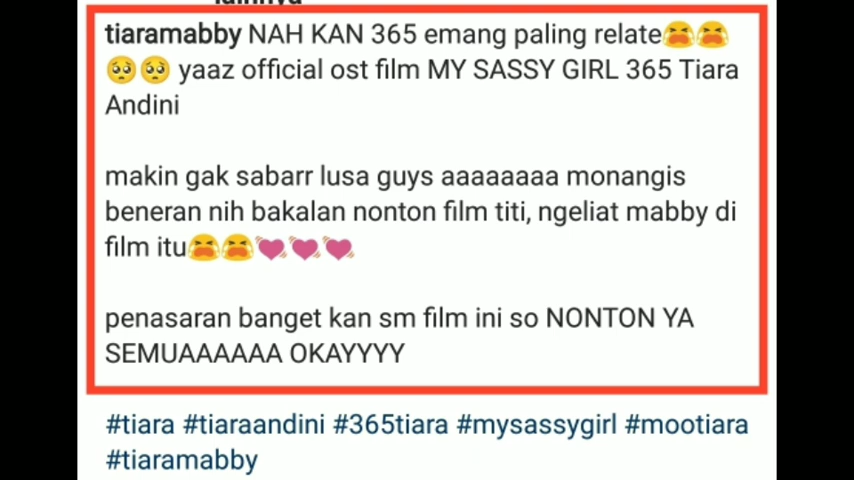 lainnya
tiaramabby NAH KAN 365 emang paling relate😫😫
🥺🥺 yaaz official ost film MY SASSY GIRL 365 Tiara
Andini
makin gak sabarr lusa guys aaaaaaaa monangis
beneran nih bakalan nonton film titi, ngeliat mabby di
film itu😫😫💓💓💓
penasaran banget kan sm film ini so NONTON YA
SEMUAAAAAA OKAYYYY
#tiara #tiaraandini #365tiara #mysassygirl #mootiara
#tiaramabby